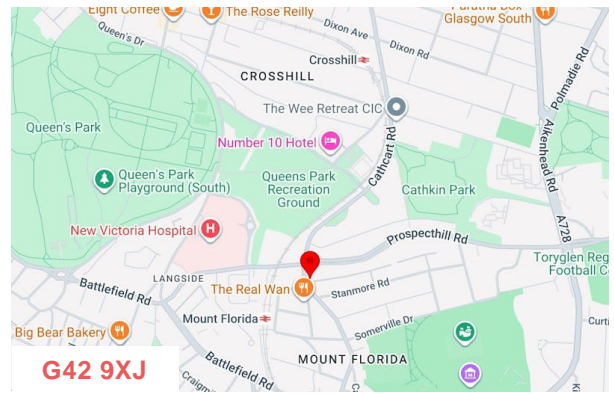 Eight Coffee
The Rose Reilly
Glasgow South
Dixon Ave
Queen's Dr
Dixon Rd
Crosshill
CROSSHILL
Polmadie Rd
The Wee Retreat CIC
Queen's Park
Number 10 Hotel
Aikenhead Rd
Cathcart Rd
Queen's Park
Playground (South)
Queens Park
Recreation
Ground
Cathkin Park
New Victoria Hospital
A728
Prospecthill Rd
Toryglen Reg
Football C
LANGSIDE
Battlefield Rd
The Real Wan
Stanmore Rd
Mount Florida
Somerville Dr
Big Bear Bakery
Curti
MOUNT FLORIDA
Battlefield Rd
G42 9XJ
Craigm